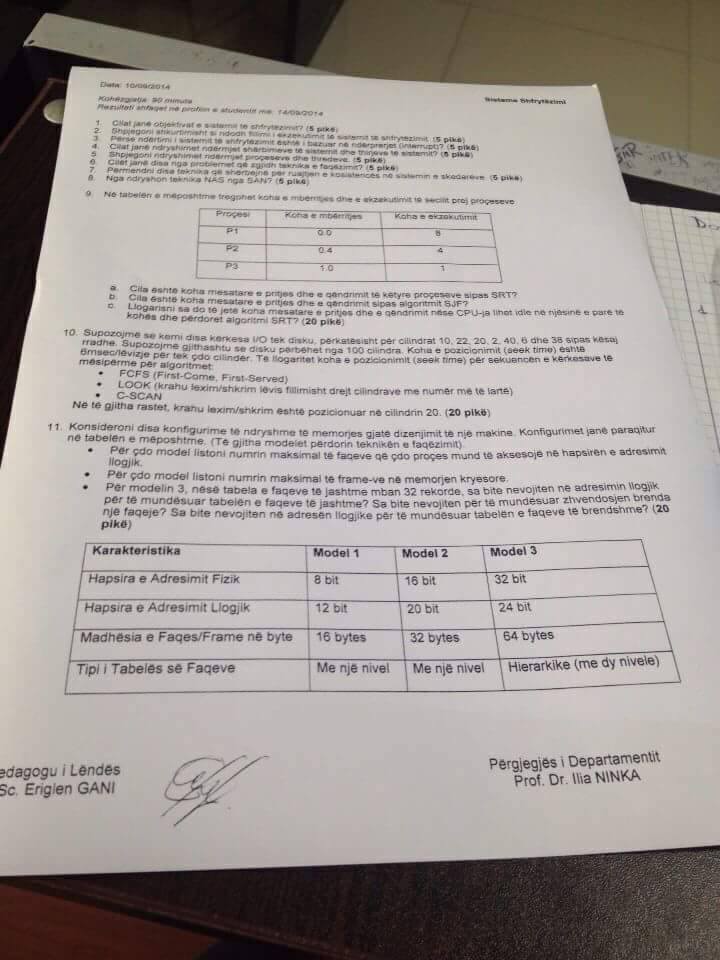 Data: 10/09/2014
Sisteme Shfrytëzimi
Kohëzgjatja: 90 minuta
Rezultati shfaqet në profilin e studentit më: 14/09/2014
1. Cilat janë objektivat e sistemit të shfrytëzimit? (5 pikë)
2. Shpjegoni shkurtimisht si ndodh fillimi i ekzekutimit të sistemit të shfrytëzimit. (5 pikë)
3. Përse ndërtimi i sistemit të shfrytëzimit është i bazuar në ndërprerjet (interrupt)? (5 pikë)
4. Cilat janë ndryshimet ndërmjet shërbimeve të sistemit dhe thirrjeve të sistemit? (5 pikë)
5. Shpjegoni ndryshimet ndërmjet proçeseve dhe thredeve. (5 pikë)
6. Cilat janë disa nga problemet që zgjidh teknika e faqëzimit? (5 pikë)
7. Përmendni disa teknika që shërbejnë për ruajtjen e kosistencës në sistemin e skedarëve. (5 pikë)
8. Nga ndryshon teknika NAS nga SAN? (5 pikë)
9. Në tabelën e mëposhtme tregohet koha e mbërritjes dhe e ekzekutimit të secilit prej proçeseve
Proçesi Koha e mbërritjes Koha e ekzekutimit
P1 0.0 8
P2 0.4 4
P3 1.0 1
a. Cila është koha mesatare e pritjes dhe e qëndrimit të këtyre proçeseve sipas SRT?
b. Cila është koha mesatare e pritjes dhe e qëndrimit sipas algoritmit SJF?
c. Llogarisni sa do të jetë koha mesatare e pritjes dhe e qëndrimit nëse CPU-ja lihet idle në njësinë e parë të
kohës dhe përdoret algoritmi SRT? (20 pikë)
10. Supozojmë se kemi disa kërkesa I/O tek disku, përkatësisht për cilindrat 10, 22, 20, 2, 40, 6 dhe 38 sipas kësaj
rradhe. Supozojmë gjithashtu se disku përbëhet nga 100 cilindra. Koha e pozicionimit (seek time) është
6msec/lëvizje për tek çdo cilindër. Të llogaritet koha e pozicionimit (seek time) për sekuencën e kërkesave të
mësipërme për algoritmet:
• FCFS (First-Come, First-Served)
• LOOK (krahu lexim/shkrim lëvis fillimisht drejt cilindrave me numër më të lartë)
• C-SCAN
Në të gjitha rastet, krahu lexim/shkrim është pozicionuar në cilindrin 20. (20 pikë)
11. Konsideroni disa konfigurime të ndryshme të memorjes gjatë dizenjimit të një makine. Konfigurimet janë paraqitur
në tabelën e mëposhtme. (Të gjitha modelet përdorin teknikën e faqëzimit).
• Për çdo model listoni numrin maksimal të faqeve që çdo proçes mund të aksesojë në hapsirën e adresimit
llogjik.
• Për çdo model listoni numrin maksimal të frame-ve në memorjen kryesore.
• Për modelin 3, nësë tabela e faqeve të jashtme mban 32 rekorde, sa bite nevojiten në adresimin llogjik
për të mundësuar tabelën e faqeve të jashtme? Sa bite nevojiten për të mundësuar zhvendosjen brenda
një faqeje? Sa bite nevojiten në adresën llogjike për të mundësuar tabelën e faqeve të brendshme? (20
pikë)
Karakteristika Model 1 Model 2 Model 3
Hapsira e Adresimit Fizik 8 bit 16 bit 32 bit
Hapsira e Adresimit Llogjik 12 bit 20 bit 24 bit
Madhësia e Faqes/Frame në byte 16 bytes 32 bytes 64 bytes
Tipi i Tabelës së Faqeve Me një nivel Me një nivel Hierarkike (me dy nivele)
edagogu i Lëndës
Sc. Eriglen GANI
Përgjegjës i Departamentit
Prof. Dr. Ilia NINKA